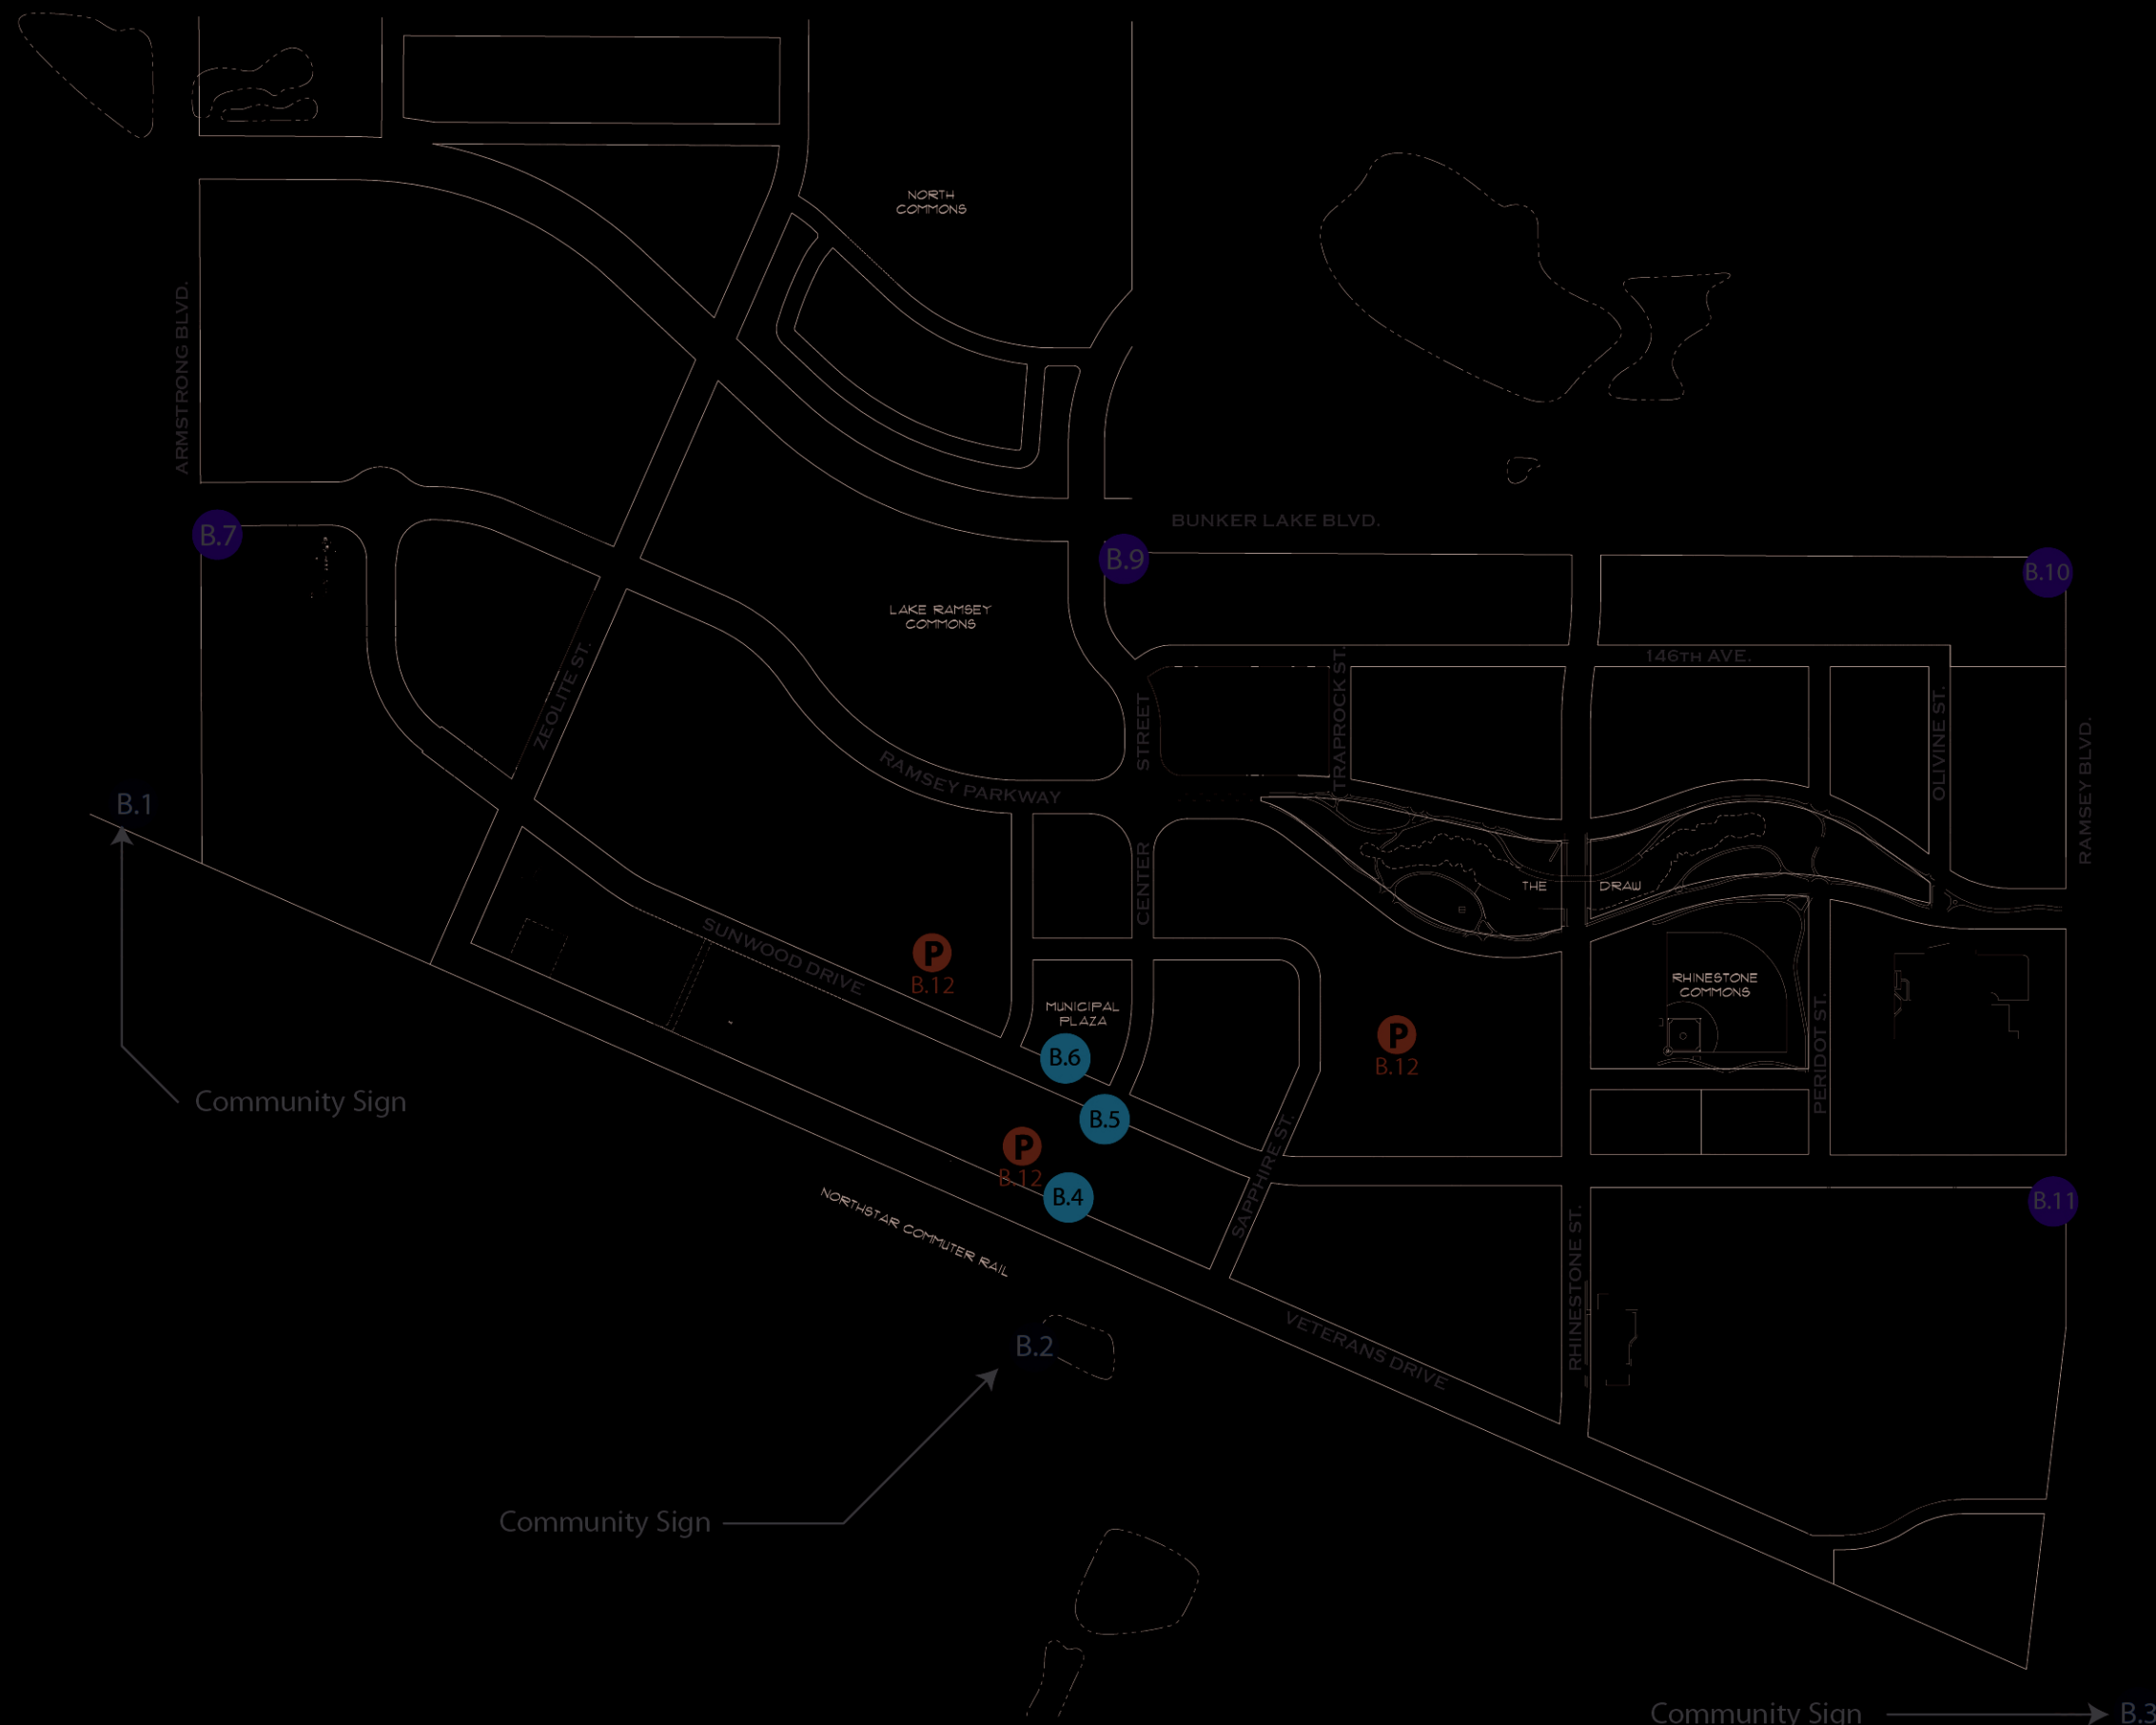 NORTH
COMMONS
ARMSTRONG BLVD.
BUNKER LAKE BLVD.
B.7
B.9
B.10
LAKE RAMSEY
COMMONS
146TH AVE.
ZEOLITE ST.
STREET
TRAPROCK ST.
OLIVINE ST.
RAMSEY BLVD.
RAMSEY PARKWAY
B.1
CENTER
THE DRAW
SUNWOOD DRIVE
P
B.12
RHINESTONE
COMMONS
MUNICIPAL
PLAZA
P
B.12
PERIDOT ST.
B.6
Community Sign
B.5
P
B.12
B.4
SAPPHIRE ST.
B.11
NORTHSTAR COMMUTER RAIL
RHINESTONE ST.
B.2
VETERANS DRIVE
Community Sign
Community Sign
B.3